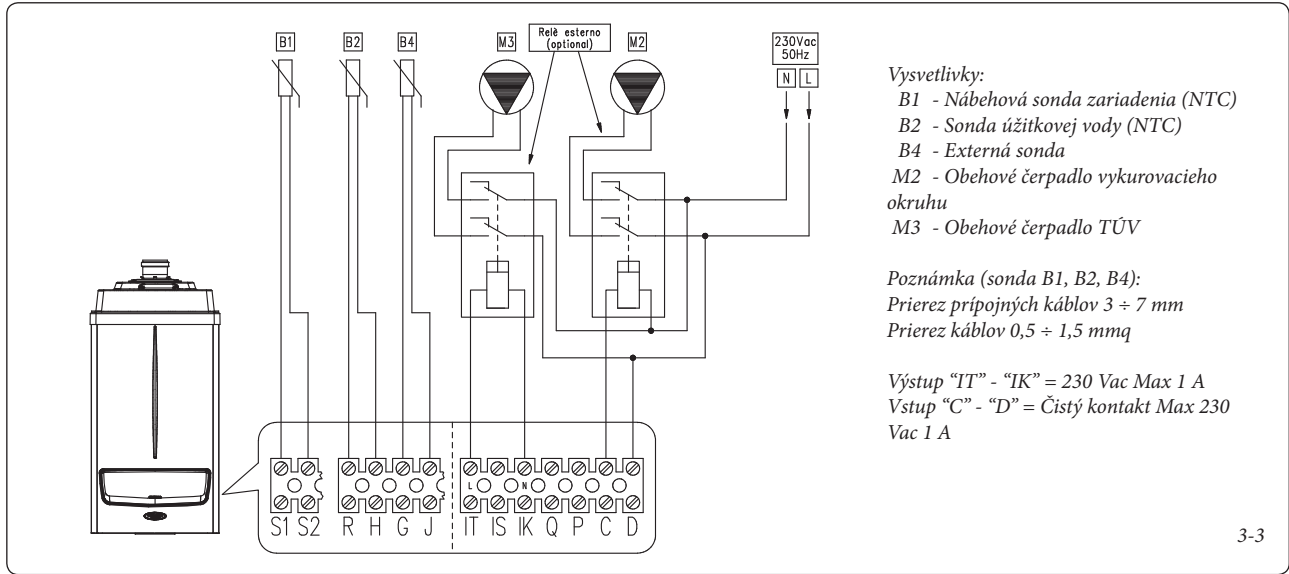 B1
B2
B4
M3
Relè esterno
(optional)
M2
230Vac
50Hz
N
L
Vysvetlivky:
B1 - Nábehová sonda zariadenia (NTC)
B2 - Sonda úžitkovej vody (NTC)
B4 - Externá sonda
M2 - Obehové čerpadlo vykurovacieho
okruhu
M3 - Obehové čerpadlo TÚV
Poznámka (sonda B1, B2, B4):
Prierez prípojných káblov 3 ÷ 7 mm
Prierez káblov 0,5 ÷ 1,5 mmq
Výstup “IT” - “IK” = 230 Vac Max 1 A
Vstup “C” - “D” = Čistý kontakt Max 230
Vac 1 A
L
N
S1 S2 R H G J IT IS IK Q P C D
3-3